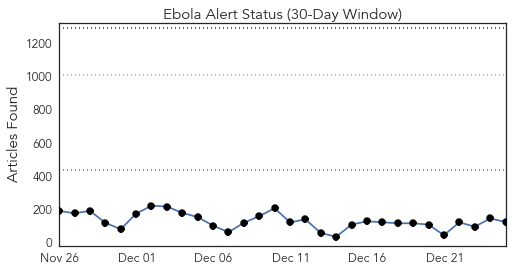 Ebola Alert Status (30-Day Window)
Articles Found
1200
1000
800
600
400
200
0
Nov 26 Dec 01 Dec 06 Dec 11 Dec 16 Dec 21